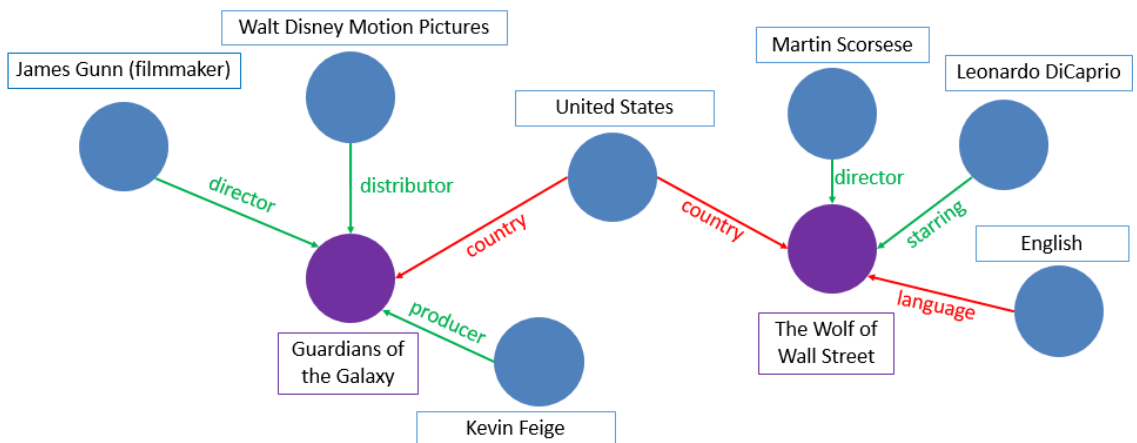 Walt Disney Motion Pictures
James Gunn (filmmaker)
United States
Martin Scorsese
Leonardo DiCaprio
director
distributor
country
country
director
starring
English
language
producer
Guardians of
the Galaxy
The Wolf of
Wall Street
Kevin Feige